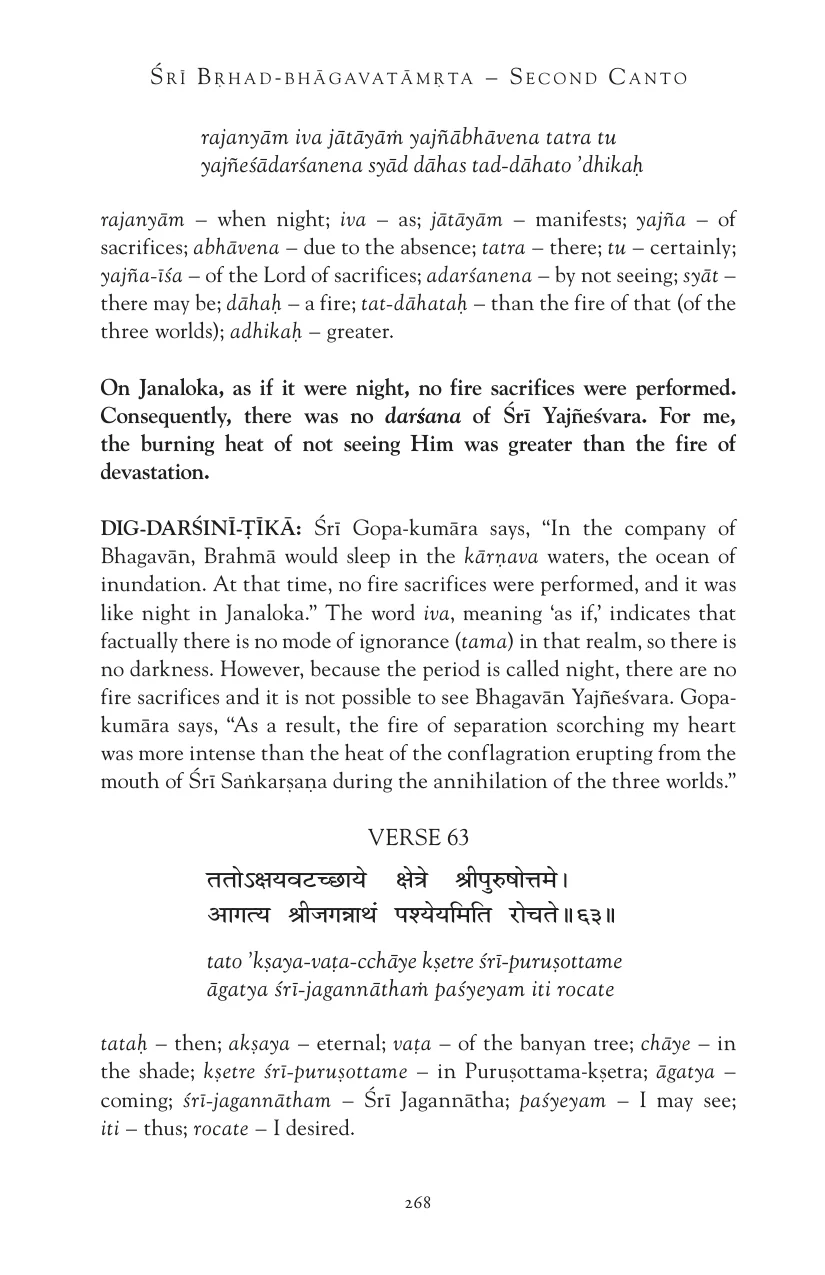 ŚRĪ BṚHAD-BHĀGAVATĀMṚTA – SECOND CANTO
rajanyām iva jātāyāṁ yajñābhāvena tatra tu
yajñeśādarśanena syād dāhas tad-dāhato ’dhikaḥ
rajanyām – when night; iva – as; jātāyām – manifests; yajña – of
sacrifices; abhāvena – due to the absence; tatra – there; tu – certainly;
yajña-īśa – of the Lord of sacrifices; adarśanena – by not seeing; syāt –
there may be; dāhaḥ – a fire; tat-dāhataḥ – than the fire of that (of the
three worlds); adhikaḥ – greater.
On Janaloka, as if it were night, no fire sacrifices were performed.
Consequently, there was no darśana of Śrī Yajñeśvara. For me,
the burning heat of not seeing Him was greater than the fire of
devastation.
DIG-DARŚINĪ-ṬĪKĀ: Śrī Gopa-kumāra says, “In the company of
Bhagavān, Brahmā would sleep in the kārṇava waters, the ocean of
inundation. At that time, no fire sacrifices were performed, and it was
like night in Janaloka.” The word iva, meaning ‘as if,’ indicates that
factually there is no mode of ignorance (tama) in that realm, so there is
no darkness. However, because the period is called night, there are no
fire sacrifices and it is not possible to see Bhagavān Yajñeśvara. Gopa-
kumāra says, “As a result, the fire of separation scorching my heart
was more intense than the heat of the conflagration erupting from the
mouth of Śrī Saṅkarṣaṇa during the annihilation of the three worlds.”
VERSE 63
ततोऽक्षयवटच्छाये क्षेत्रे श्रीपुरुषोत्तमे।
आगत्य श्रीजगन्नाथं पश्येयमिति रोचते॥६३॥
tato ’kṣaya-vaṭa-cchāye kṣetre śrī-puruṣottame
āgatya śrī-jagannāthaṁ paśyeyam iti rocate
tataḥ – then; akṣaya – eternal; vaṭa – of the banyan tree; chāye – in
the shade; kṣetre śrī-puruṣottame – in Puruṣottama-kṣetra; āgatya –
coming; śrī-jagannātham – Śrī Jagannātha; paśyeyam – I may see;
iti – thus; rocate – I desired.
268